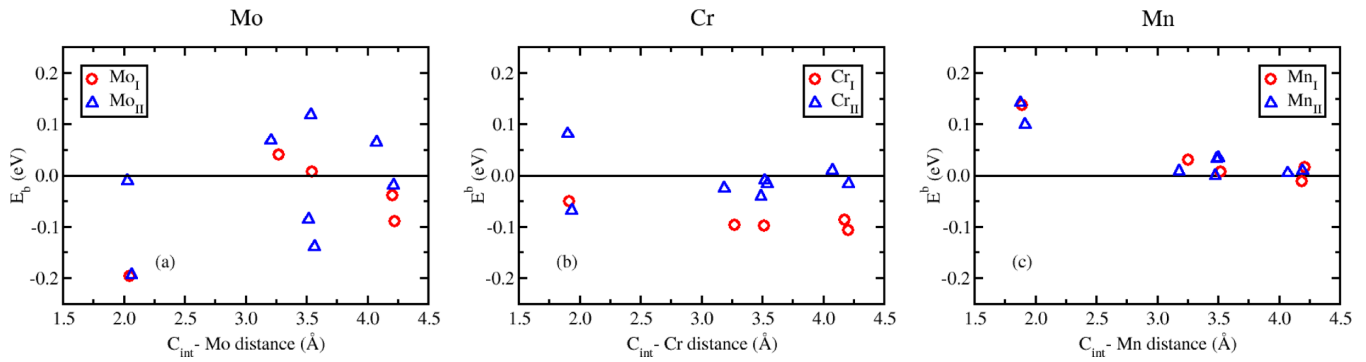 Mo
Cr
Mn
0.2
0.1
0.0
-0.1
-0.2
E_b (eV)
Mo_I
Mo_II
(a)
1.5 2.0 2.5 3.0 3.5 4.0 4.5
C_int- Mo distance (Å)
0.2
0.1
0.0
-0.1
-0.2
E^b (eV)
Cr_I
Cr_II
(b)
1.5 2.0 2.5 3.0 3.5 4.0 4.5
C_int- Cr distance (Å)
0.2
0.1
0.0
-0.1
-0.2
E^b (eV)
Mn_I
Mn_II
(c)
1.5 2.0 2.5 3.0 3.5 4.0 4.5
C_int- Mn distance (Å)